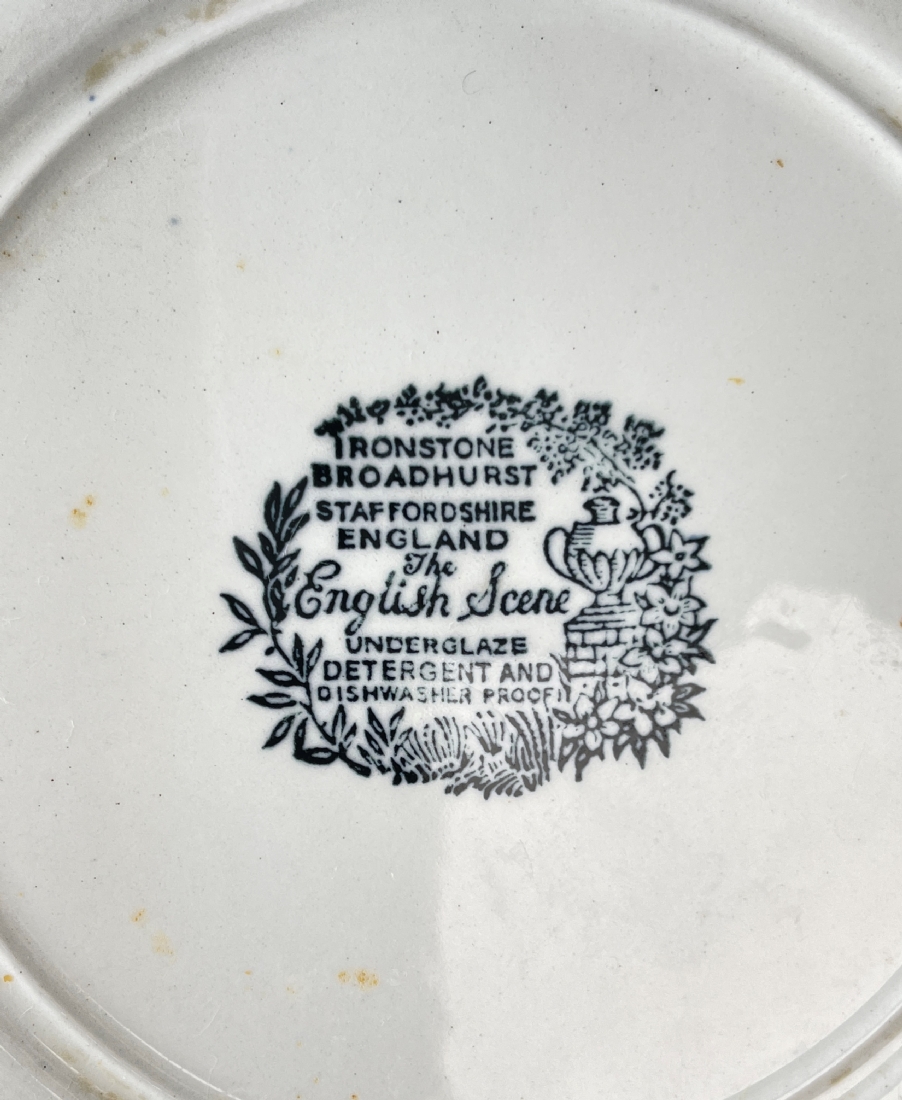 IRONSTONE
BROADHURST
STAFFORDSHIRE
ENGLAND
The
English Scene
UNDERGLAZE
DETERGENT AND
DISHWASHER PROOF